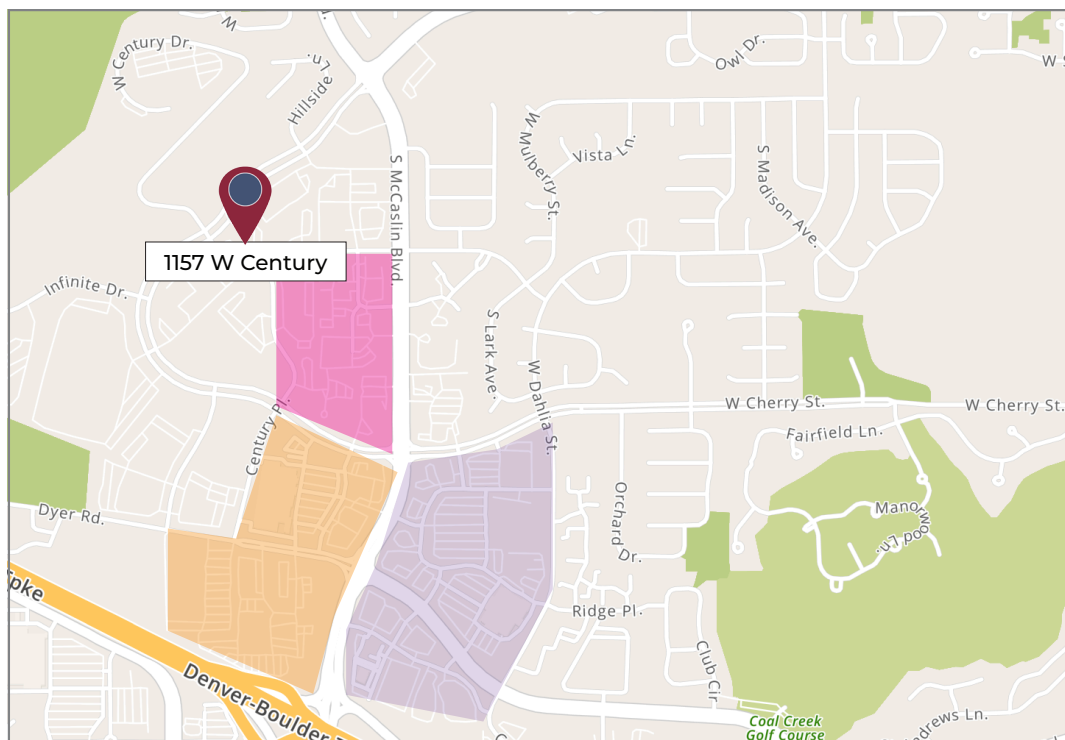 W Century Dr.
W
Hillside
Ln.
Owl Dr.
W S
W Mulberry St.
Vista Ln.
S Madison Ave.
S McCaslin Blvd.
1157 W Century
Infinite Dr.
S Lark Ave.
W Dahlia St.
W Cherry St.
W Cherry St.
Century Pl.
Fairfield Ln.
Dyer Rd.
Orchard Dr.
Manorwood Ln.
Tpke
Ridge Pl.
Club Cir
Denver-Boulder T
Coal Creek
Golf Course
ndrews Ln.